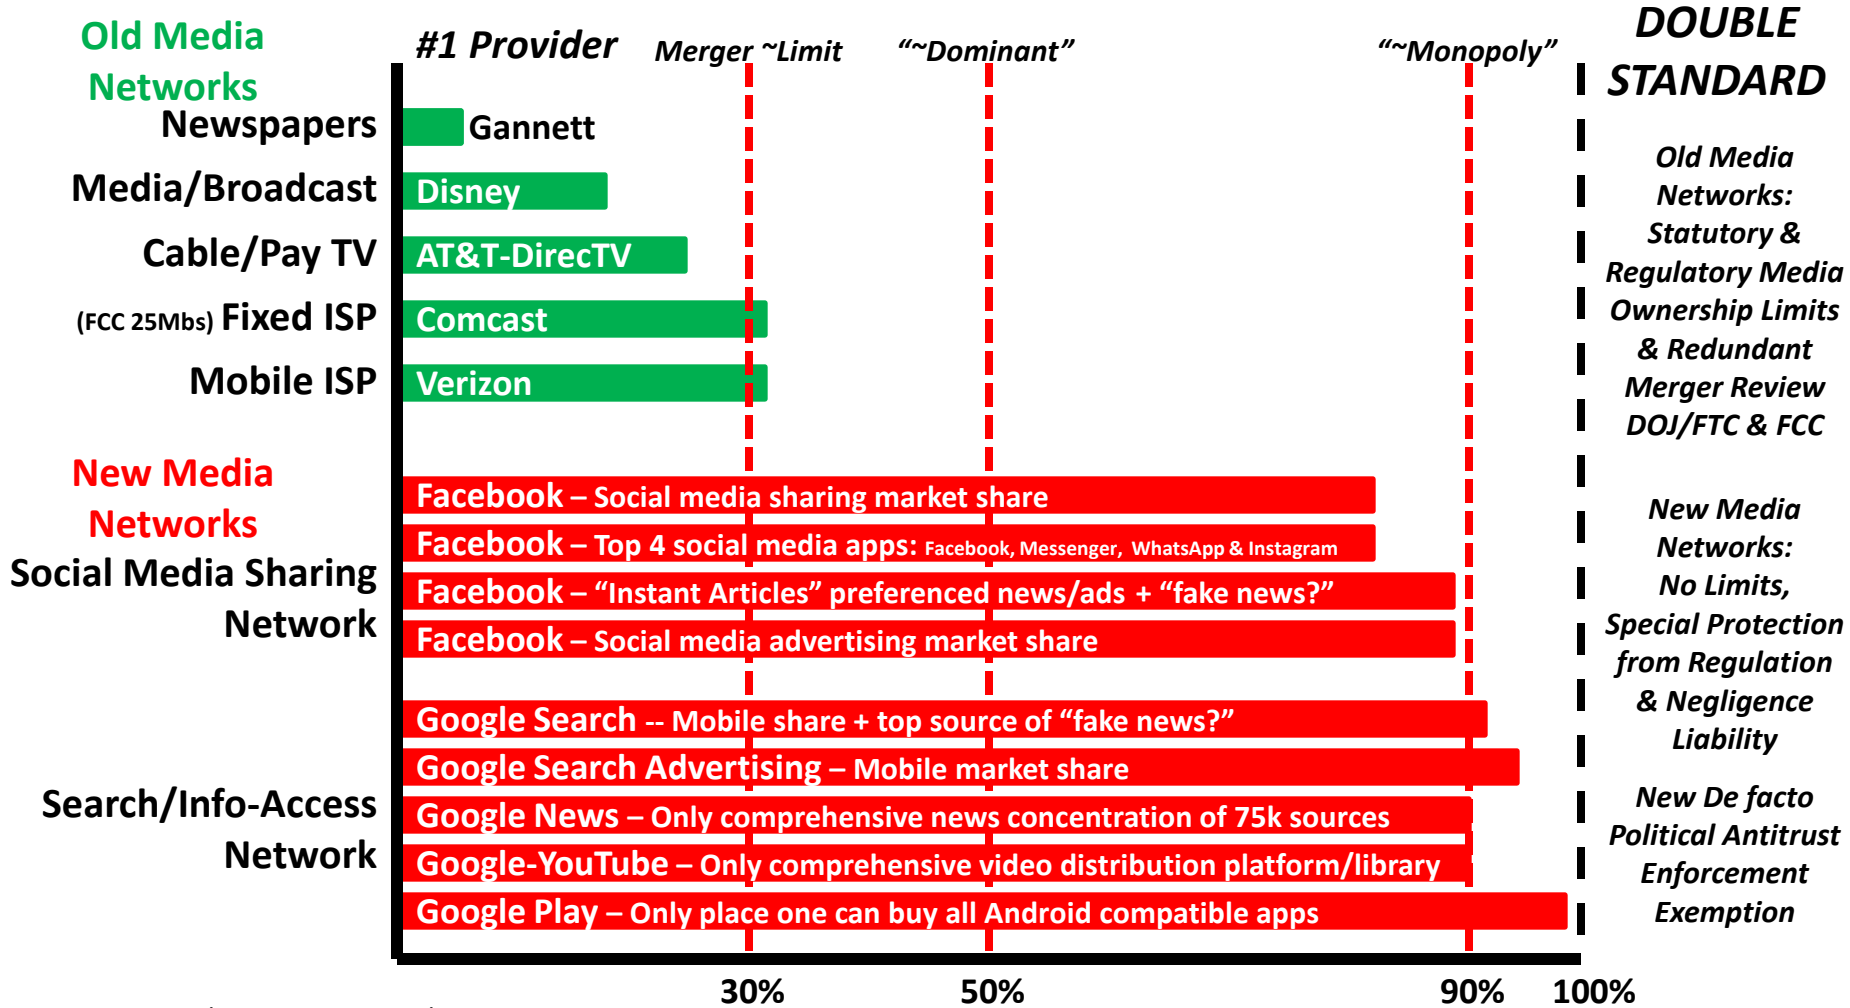 Old Media
Networks
#1 Provider
Merger ~Limit
“~Dominant”
“~Monopoly”
DOUBLE
STANDARD
Newspapers
Gannett
Media/Broadcast
Disney
Cable/Pay TV
AT&T-DirecTV
(FCC 25Mbs) Fixed ISP
Comcast
Mobile ISP
Verizon
Old Media
Networks:
Statutory &
Regulatory Media
Ownership Limits
& Redundant
Merger Review
DOJ/FTC & FCC
New Media
Networks
Social Media Sharing
Network
Facebook – Social media sharing market share
Facebook – Top 4 social media apps: Facebook, Messenger, WhatsApp & Instagram
Facebook – “Instant Articles” preferenced news/ads + “fake news?”
Facebook – Social media advertising market share
New Media
Networks:
No Limits,
Special Protection
from Regulation
& Negligence
Liability
Search/Info-Access
Network
Google Search -- Mobile share + top source of “fake news?”
Google Search Advertising – Mobile market share
Google News – Only comprehensive news concentration of 75k sources
Google-YouTube – Only comprehensive video distribution platform/library
Google Play – Only place one can buy all Android compatible apps
New De facto
Political Antitrust
Enforcement
Exemption
30%
50%
90%
100%